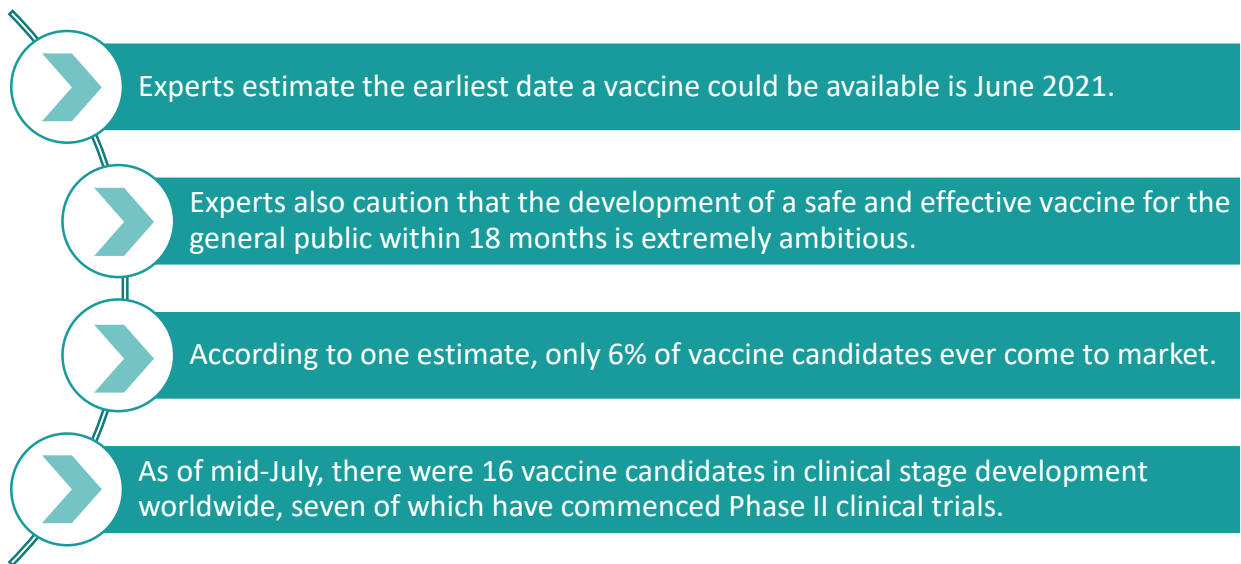 Experts estimate the earliest date a vaccine could be available is June 2021.
Experts also caution that the development of a safe and effective vaccine for the
general public within 18 months is extremely ambitious.
According to one estimate, only 6% of vaccine candidates ever come to market.
As of mid-July, there were 16 vaccine candidates in clinical stage development
worldwide, seven of which have commenced Phase II clinical trials.